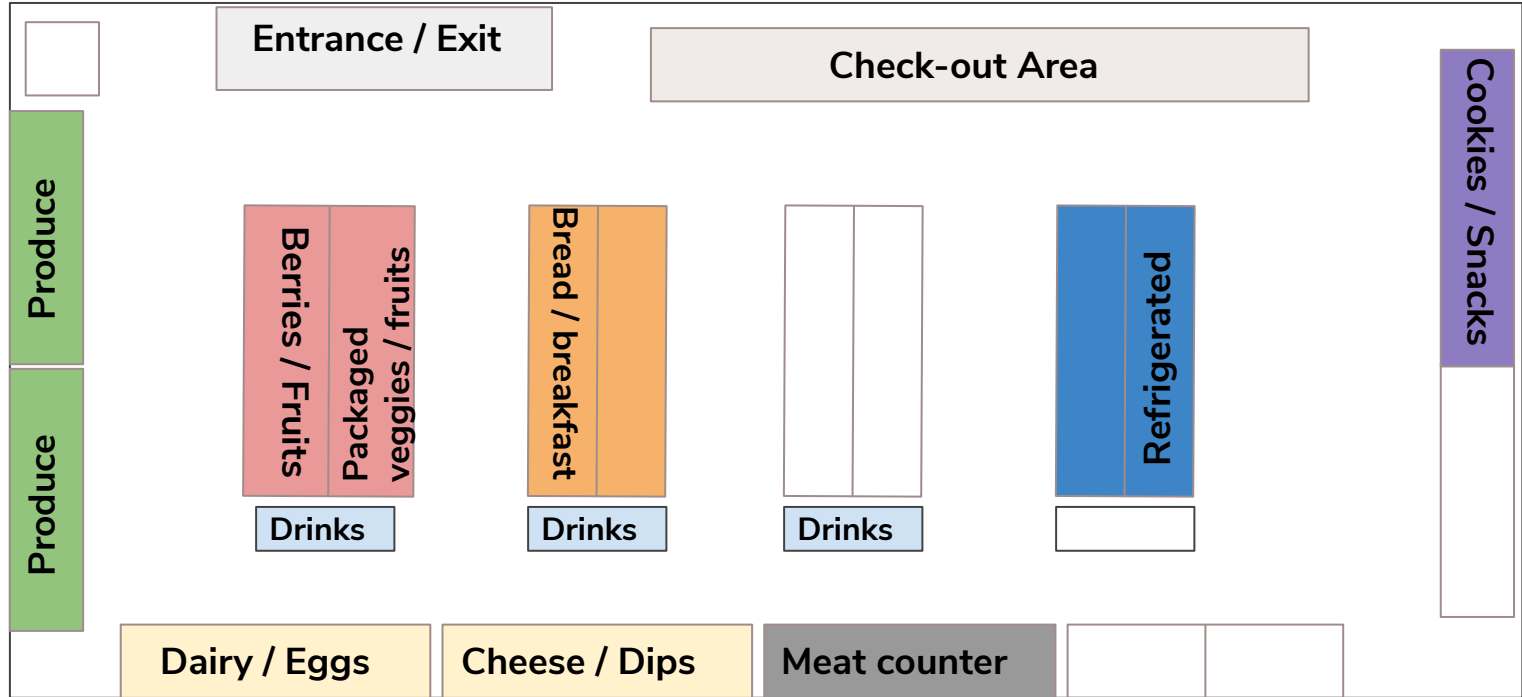 Entrance / Exit
Check-out Area
Cookies / Snacks
Produce
Produce
Berries / Fruits
Packaged
veggies / fruits
Bread / breakfast
Refrigerated
Drinks
Drinks
Drinks
Dairy / Eggs
Cheese / Dips
Meat counter